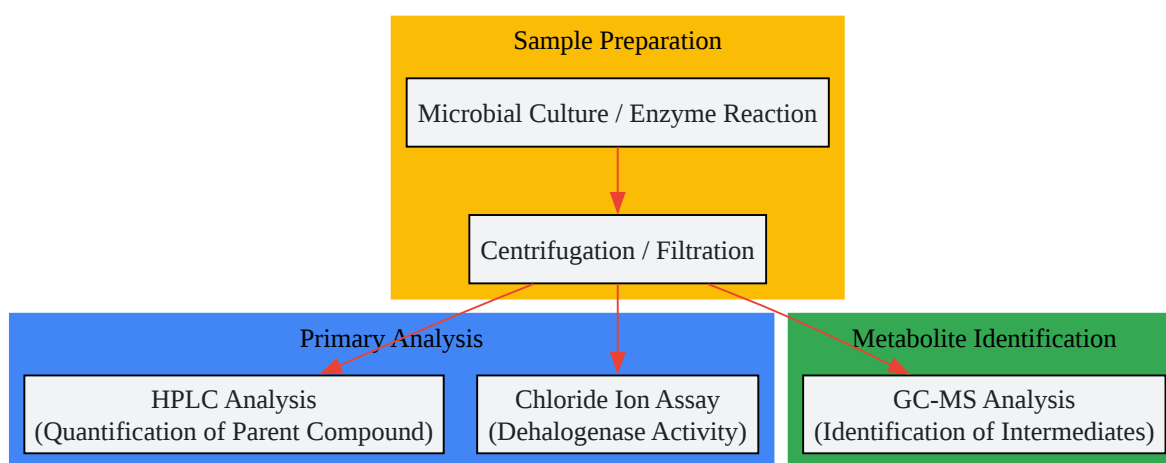 Sample Preparation
Microbial Culture / Enzyme Reaction
Centrifugation / Filtration
Primary Analysis
HPLC Analysis
(Quantification of Parent Compound)
Chloride Ion Assay
(Dehalogenase Activity)
Metabolite Identification
GC-MS Analysis
(Identification of Intermediates)